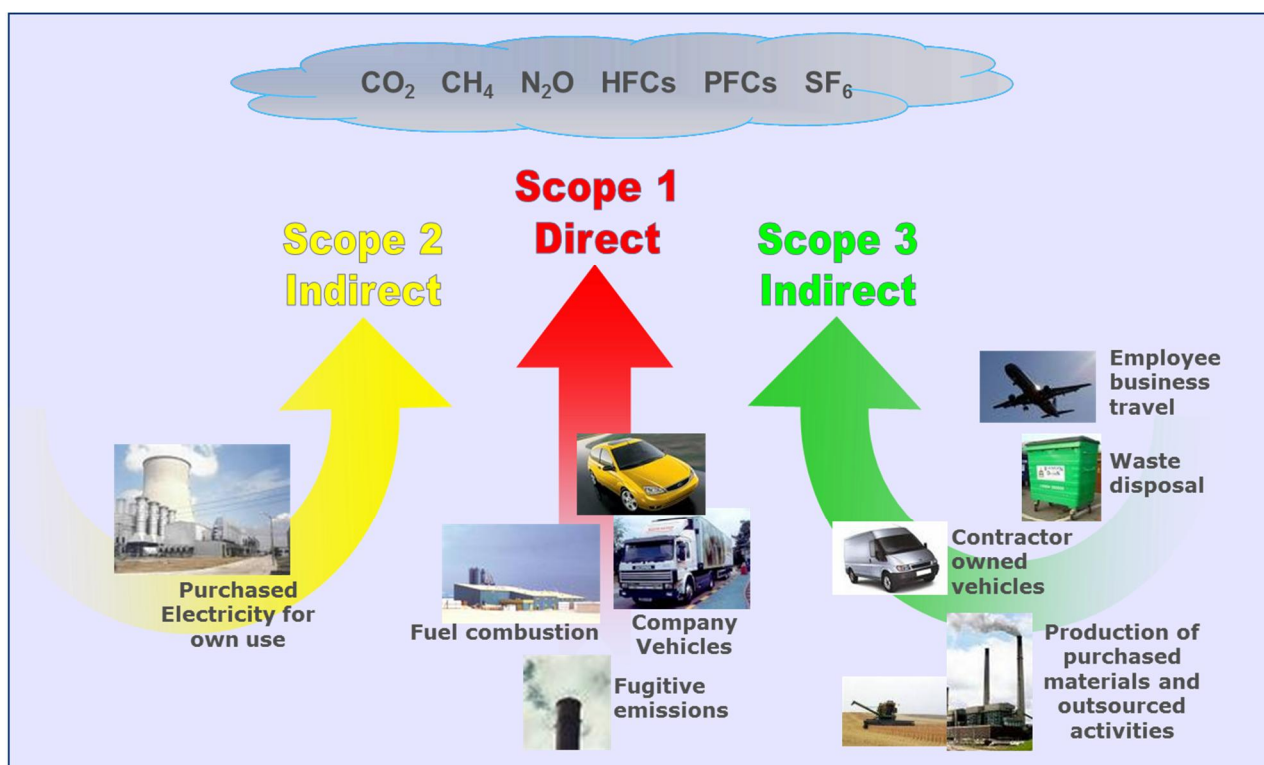 CO₂ CH₄ N₂O HFCs PFCs SF₆
Scope 1
Direct
Scope 2
Indirect
Scope 3
Indirect
Purchased
Electricity for
own use
Fuel combustion
Company
Vehicles
Fugitive
emissions
Employee
business
travel
Waste
disposal
Contractor
owned
vehicles
Production of
purchased
materials and
outsourced
activities